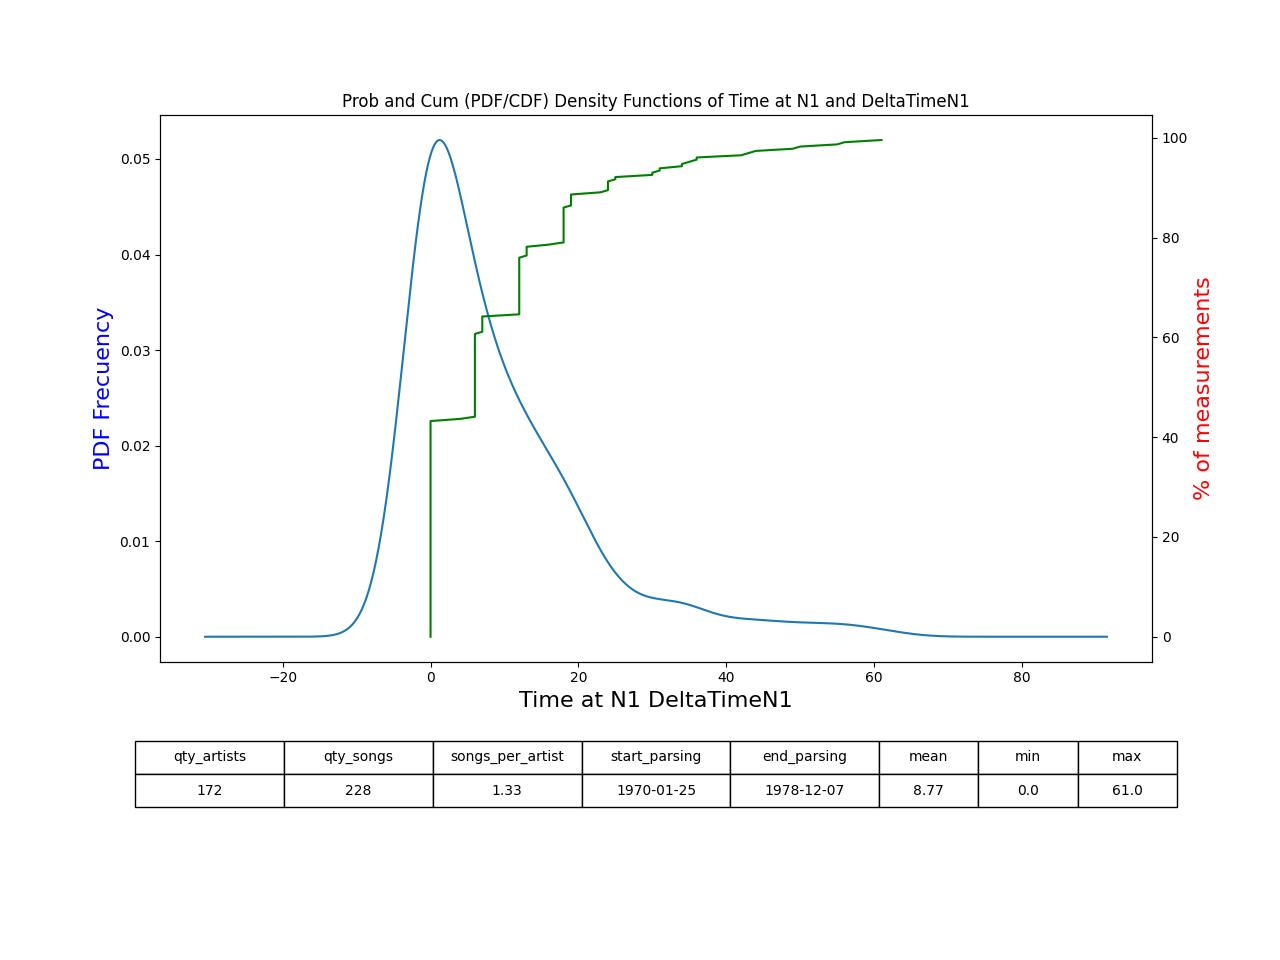 Prob and Cum (PDF/CDF) Density Functions of Time at N1 and DeltaTimeN1
PDF Frecuency
0.05
0.04
0.03
0.02
0.01
0.00
100
80
60
40
20
0
% of measurements
−20 0 20 40 60 80
Time at N1 DeltaTimeN1
qty_artists qty_songs songs_per_artist start_parsing end_parsing mean min max
172 228 1.33 1970-01-25 1978-12-07 8.77 0.0 61.0